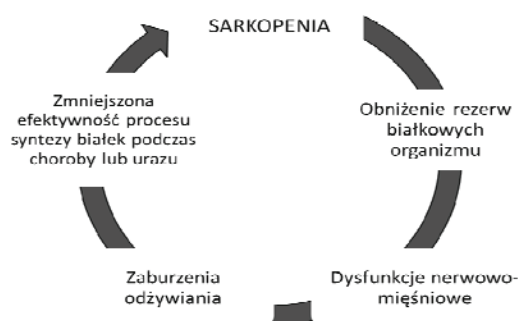 SARKOPENIA
Obniżenie rezerw
białkowych
organizmu
Dysfunkcje nerwowo-
mięśniowe
Zaburzenia
odżywiania
Zmniejszona
efektywność procesu
syntezy białek podczas
choroby lub urazu